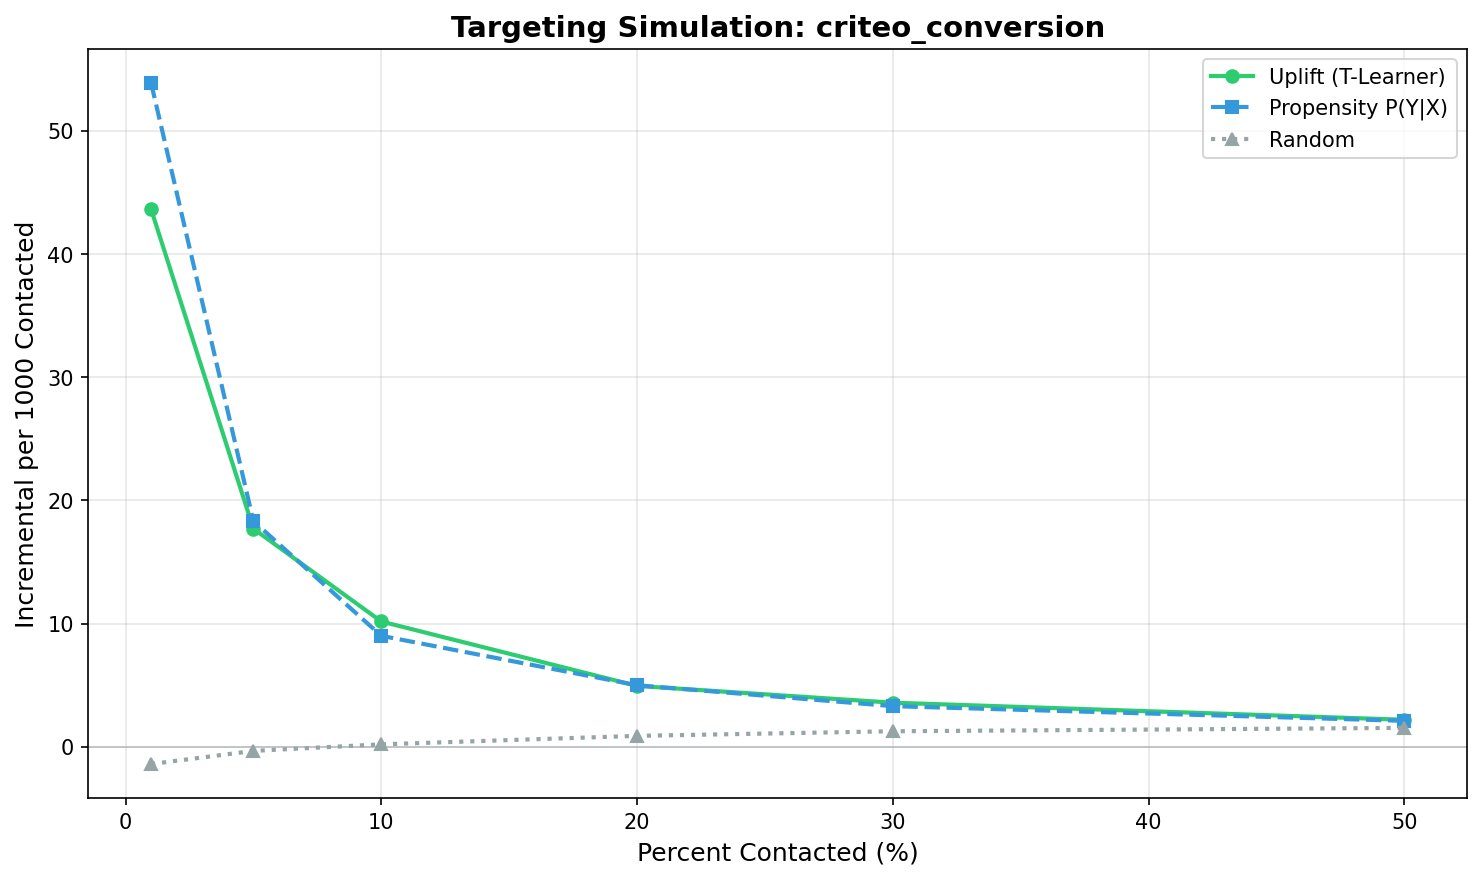 Targeting Simulation: criteo_conversion
Uplift (T-Learner)
Propensity P(Y|X)
Random
Incremental per 1000 Contacted
50
40
30
20
10
0
0 10 20 30 40 50
Percent Contacted (%)